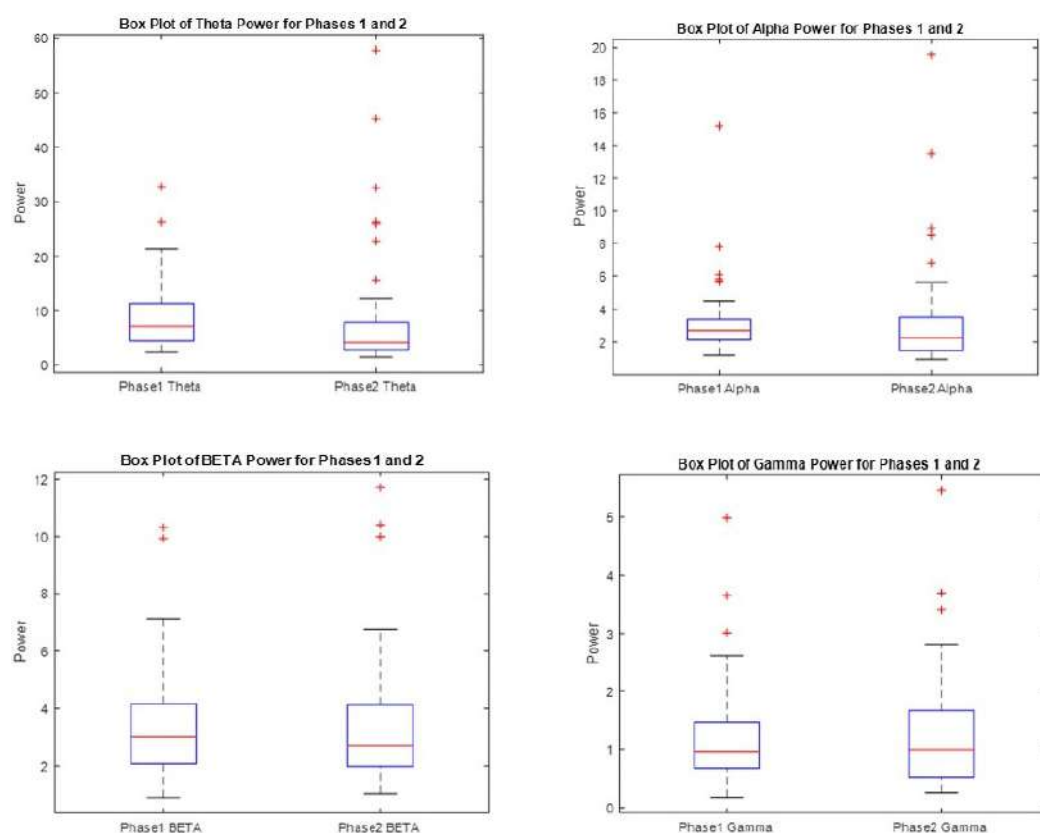 Box Plot of Theta Power for Phases 1 and 2
60
50
40
30
20
10
0
Power
Phase1 Theta
Phase2 Theta
Box Plot of Alpha Power for Phases 1 and 2
20
18
16
14
12
10
8
6
4
2
Power
Phase1 Alpha
Phase2 Alpha
Box Plot of BETA Power for Phases 1 and 2
12
10
8
6
4
2
Power
Phase1 BETA
Phase2 BETA
Box Plot of Gamma Power for Phases 1 and 2
5
4
3
2
1
0
Power
Phase1 Gamma
Phase2 Gamma